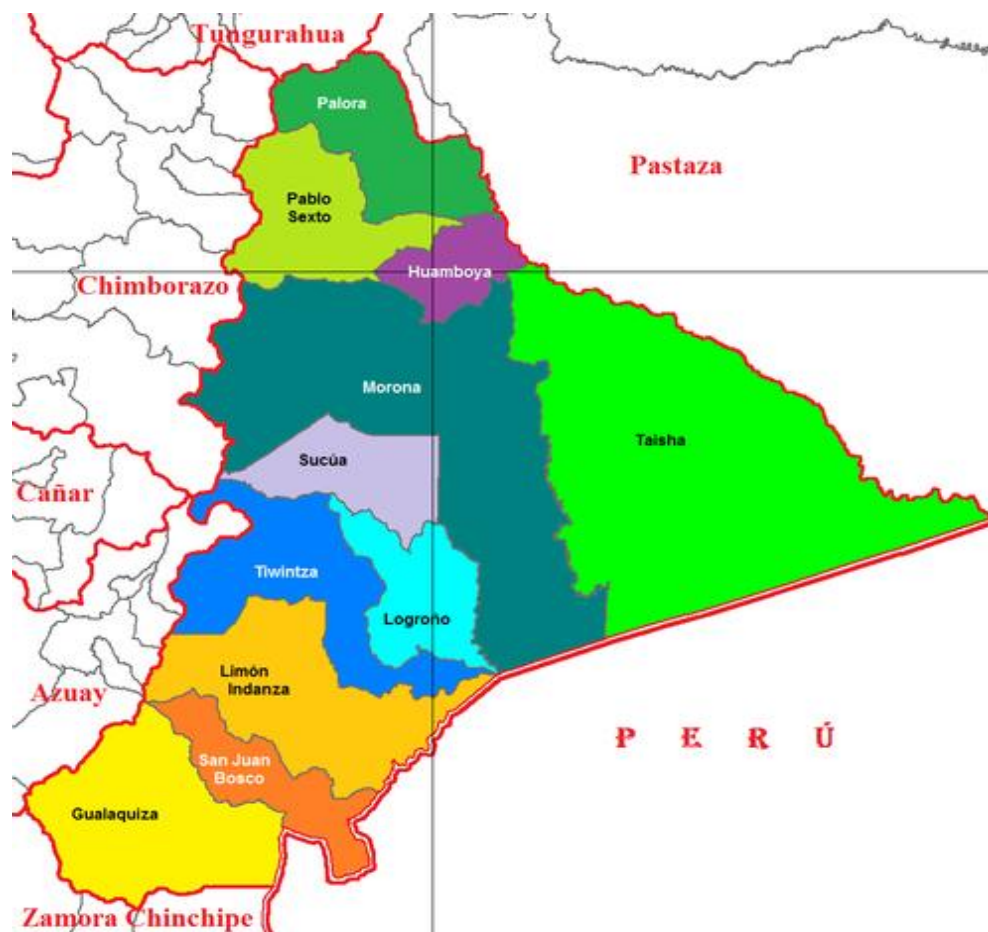 Tungurahua
Palora
Pastaza
Pablo
Sexto
Huamboya
Chimborazo
Morona
Taisha
Sucúa
Cañar
Tiwintza
Logroño
Limón
Indanza
Azuay
P E R Ú
San Juan
Bosco
Gualaquiza
Zamora Chinchipe